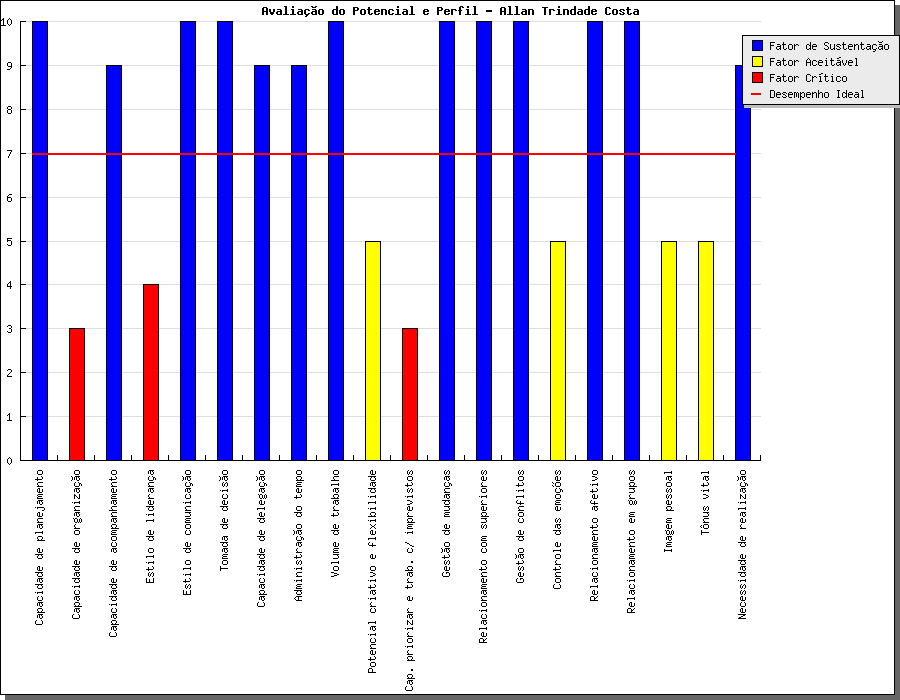 Avaliação do Potencial e Perfil - Allan Trindade Costa
Fator de Sustentação
Fator Aceitável
Fator Crítico
Desempenho Ideal
10
9
8
7
6
5
4
3
2
1
0
Capacidade de planejamento
Capacidade de organização
Capacidade de acompanhamento
Estilo de liderança
Estilo de comunicação
Tomada de decisão
Capacidade de delegação
Administração do tempo
Volume de trabalho
Potencial criativo e flexibilidade
Cap. priorizar e trab. c/ imprevistos
Gestão de mudanças
Relacionamento com superiores
Gestão de conflitos
Controle das emoções
Relacionamento afetivo
Relacionamento em grupos
Imagem pessoal
Tônus vital
Necessidade de realização